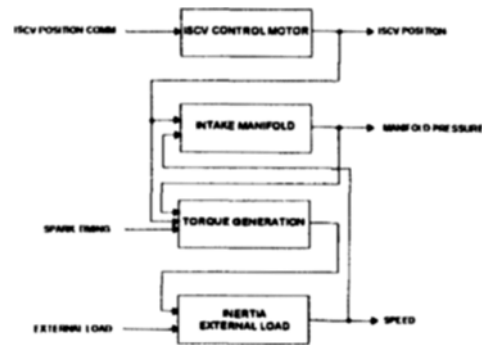 ISCV POSITION COMM
ISCV CONTROL MOTOR
ISCV POSITION
INTAKE MANIFOLD
MANIFOLD PRESSURE
TORQUE GENERATION
SPARK TIMING
INERTIA
EXTERNAL LOAD
EXTERNAL LOAD
SPEED